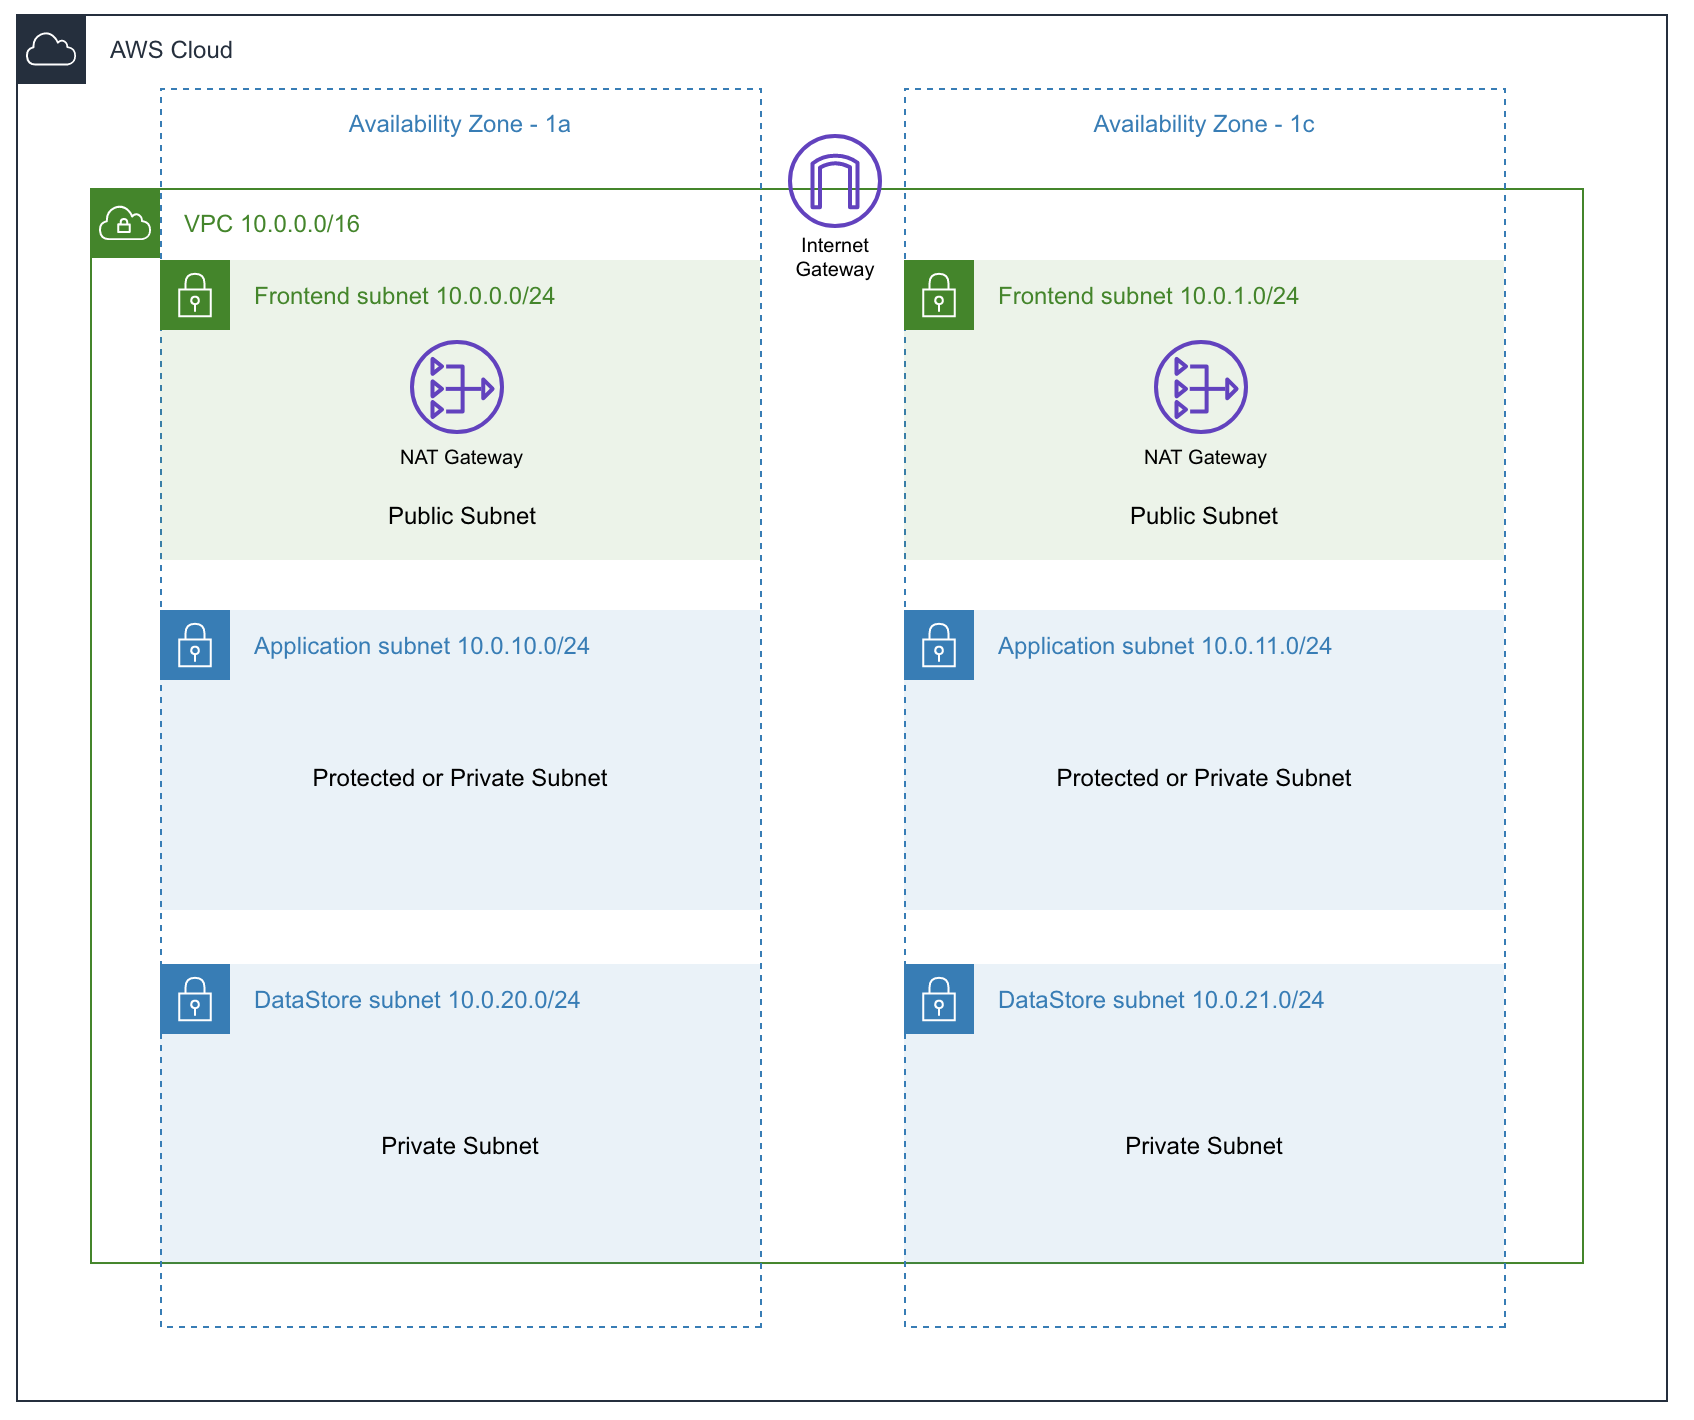 AWS Cloud
Availability Zone - 1a
Availability Zone - 1c
Internet
Gateway
VPC 10.0.0.0/16
Frontend subnet 10.0.0.0/24
NAT Gateway
Public Subnet
Frontend subnet 10.0.1.0/24
NAT Gateway
Public Subnet
Application subnet 10.0.10.0/24
Protected or Private Subnet
Application subnet 10.0.11.0/24
Protected or Private Subnet
DataStore subnet 10.0.20.0/24
Private Subnet
DataStore subnet 10.0.21.0/24
Private Subnet